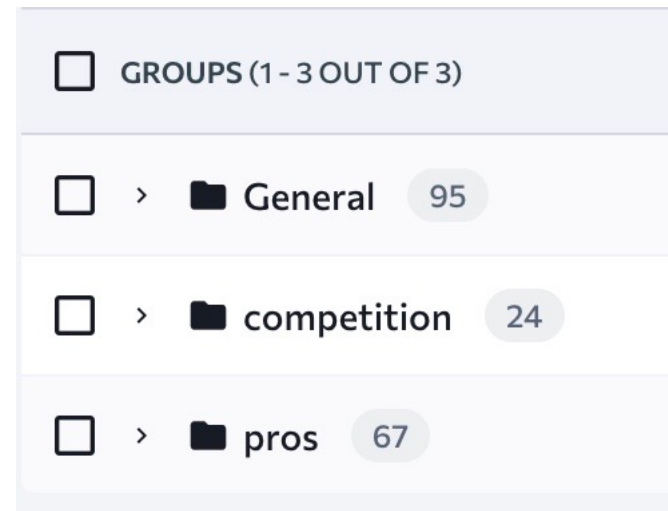 GROUPS (1 - 3 OUT OF 3)
General 95
competition 24
pros 67